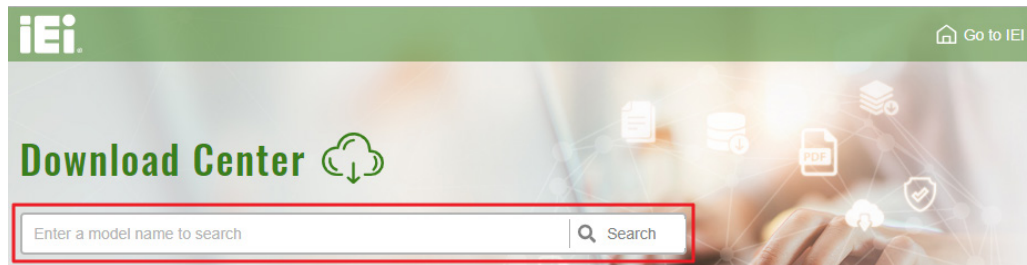 iEi
Go to IEI
Download Center
PDF
Enter a model name to search
Search